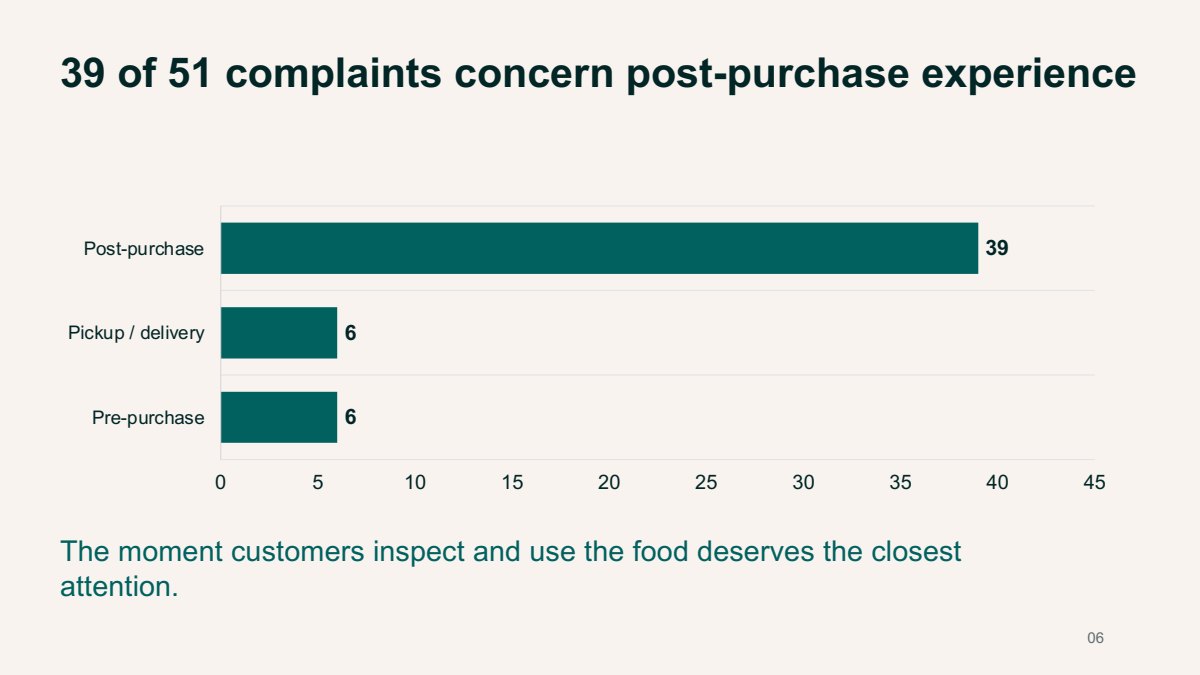 39 of 51 complaints concern post-purchase experience
Post-purchase
39
Pickup / delivery
6
Pre-purchase
6
0 5 10 15 20 25 30 35 40 45
The moment customers inspect and use the food deserves the closest
attention.
06